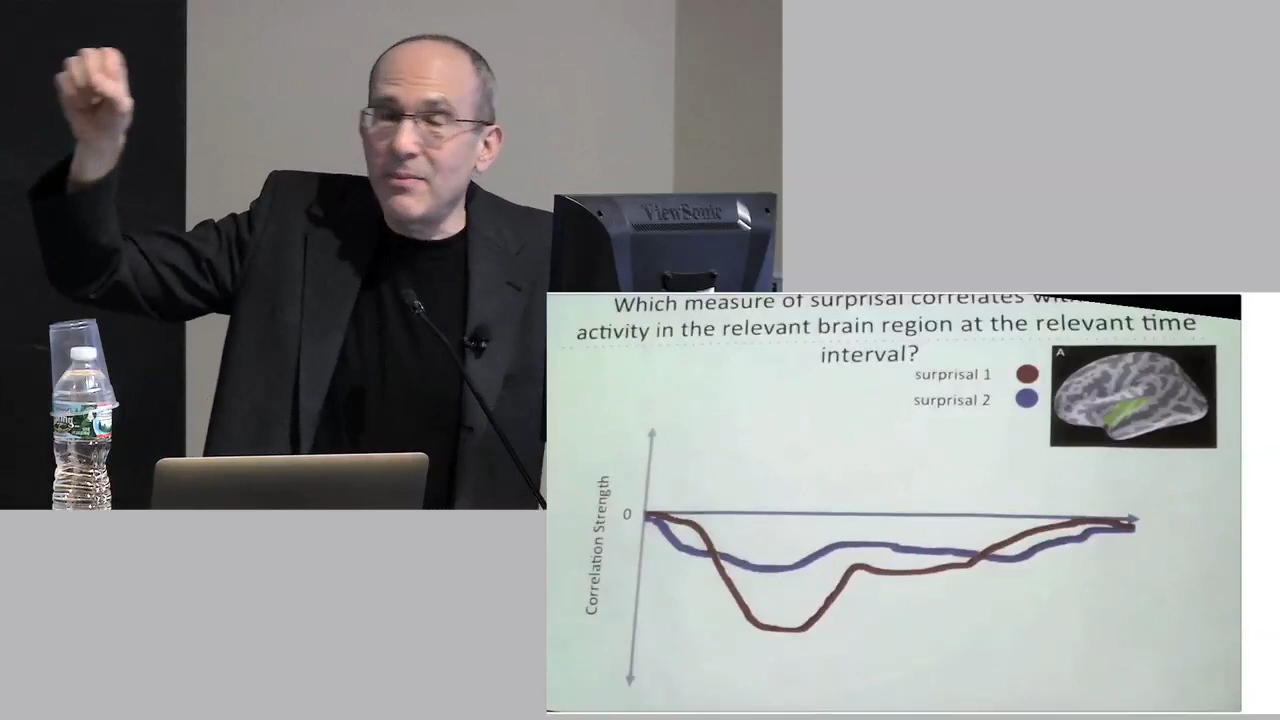 ViewSonic
Which measure of surprisal correlates
activity in the relevant brain region at the relevant time
interval?
surprisal 1
surprisal 2
A
0
Correlation Strength